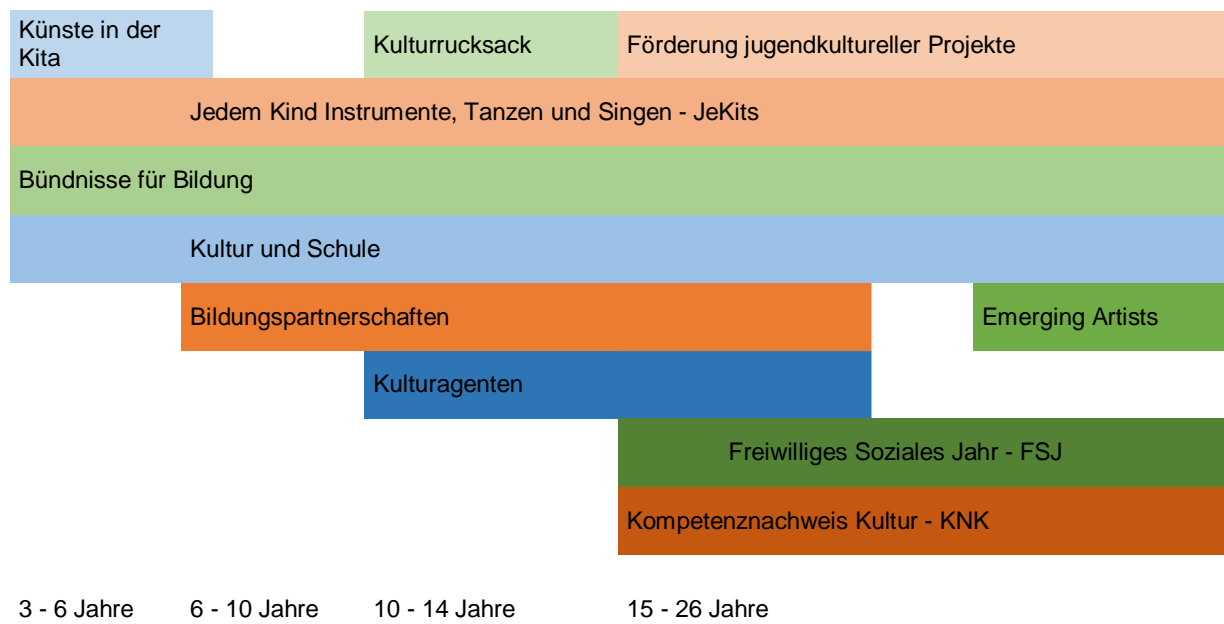 Künste in der
Kita
Kulturrucksack
Förderung jugendkultureller Projekte
Jedem Kind Instrumente, Tanzen und Singen - JeKits
Bündnisse für Bildung
Kultur und Schule
Bildungspartnerschaften
Emerging Artists
Kulturagenten
Freiwilliges Soziales Jahr - FSJ
Kompetenznachweis Kultur - KNK
3 - 6 Jahre
6 - 10 Jahre
10 - 14 Jahre
15 - 26 Jahre